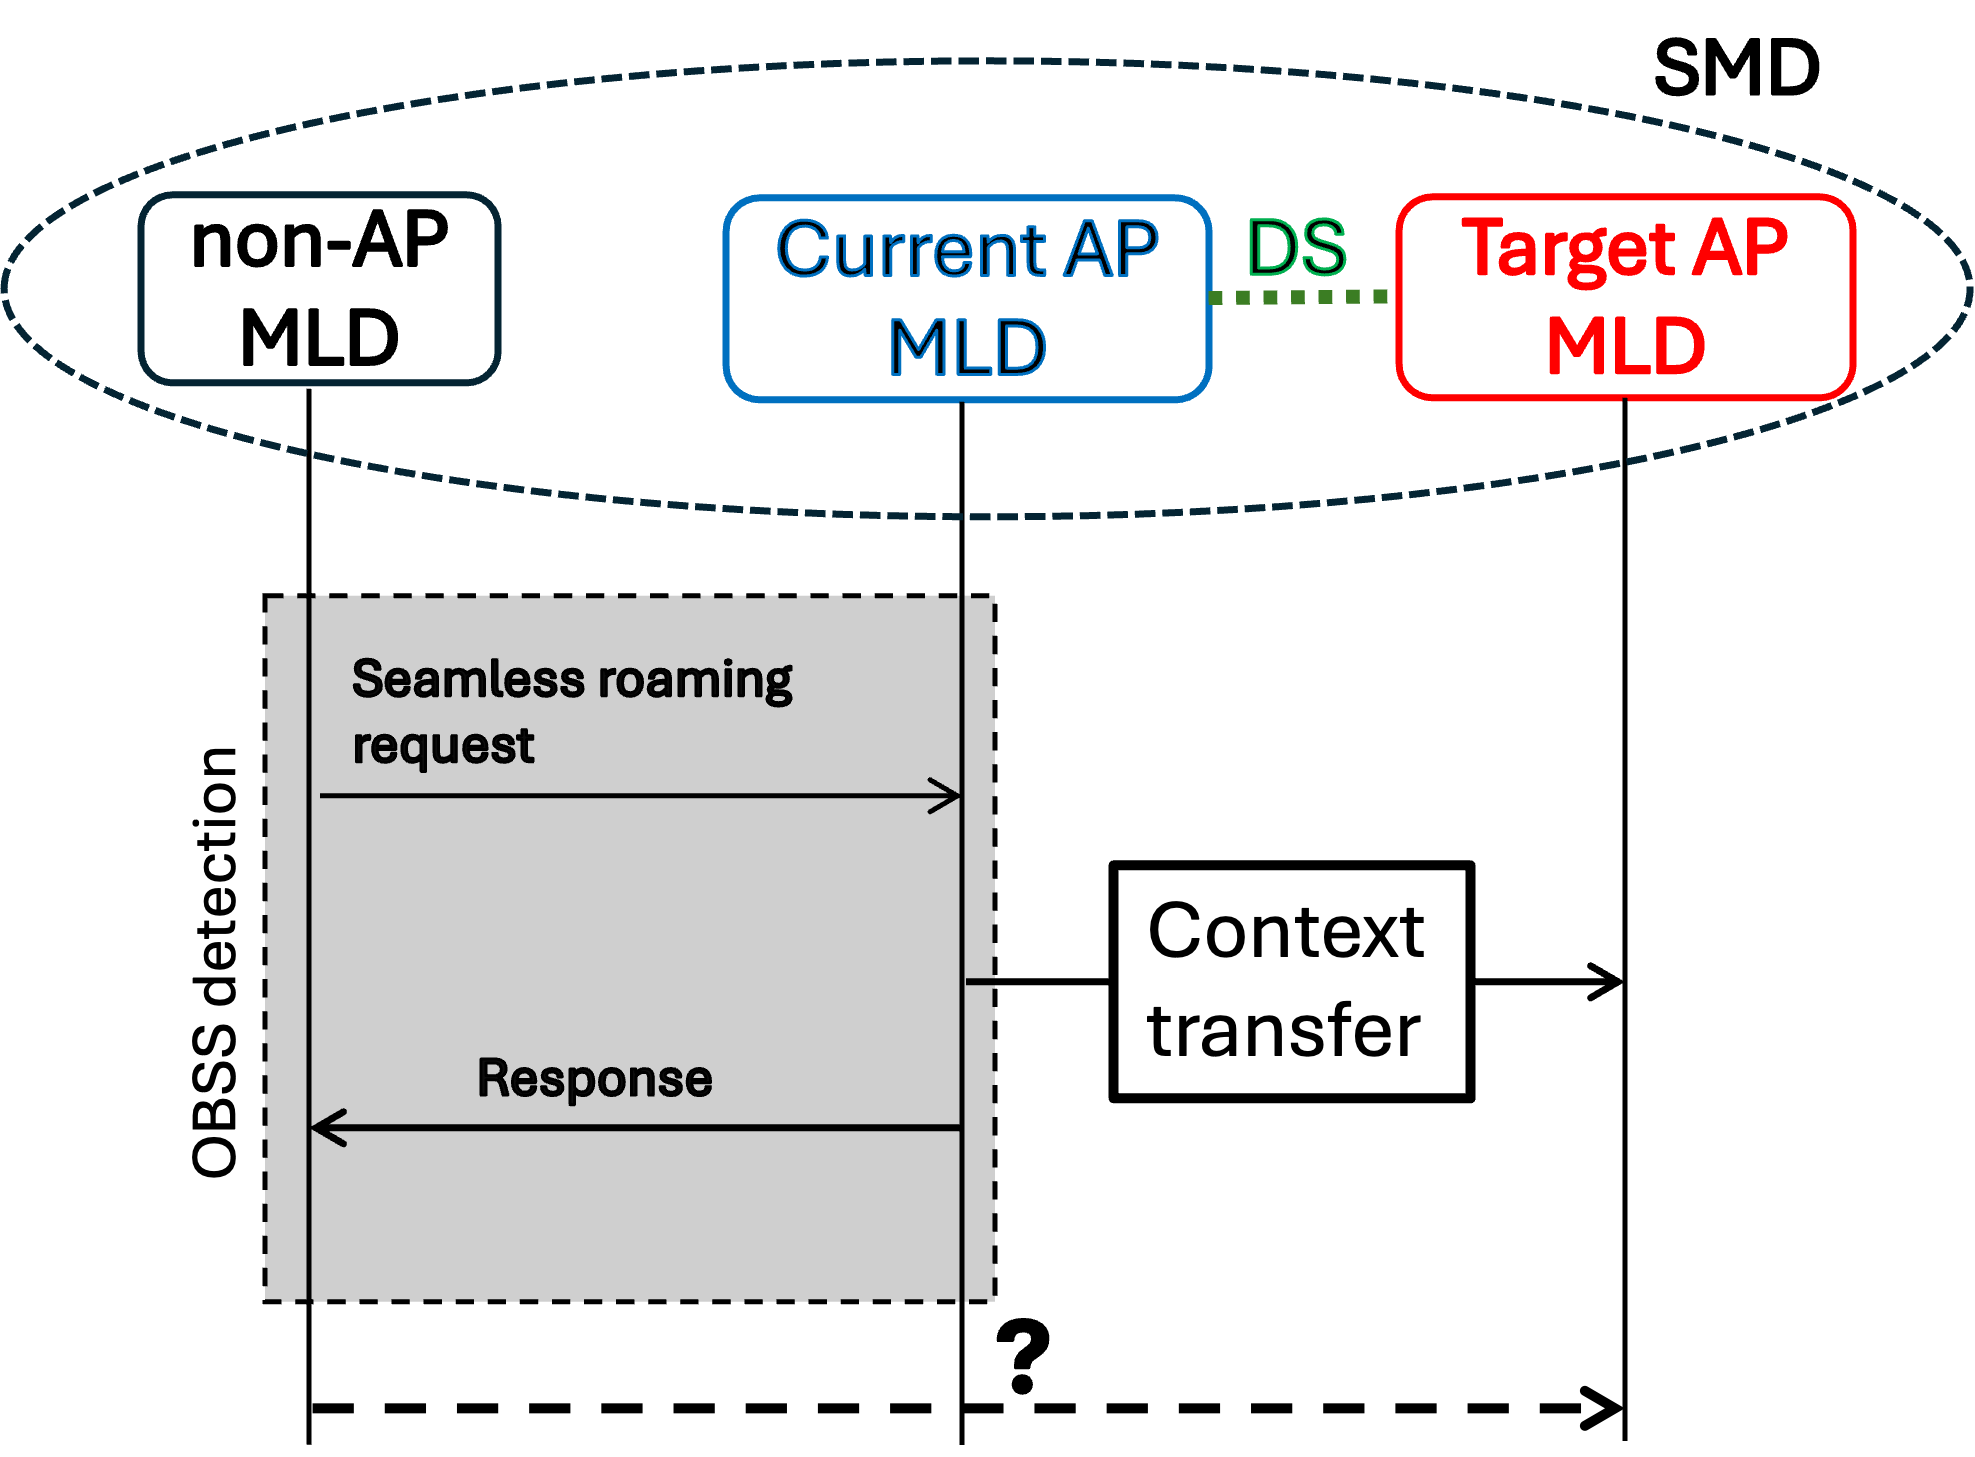 SMD
non-AP
MLD
Current AP
MLD
DS
Target AP
MLD
Seamless roaming
request
OBSS detection
Context
transfer
Response
?